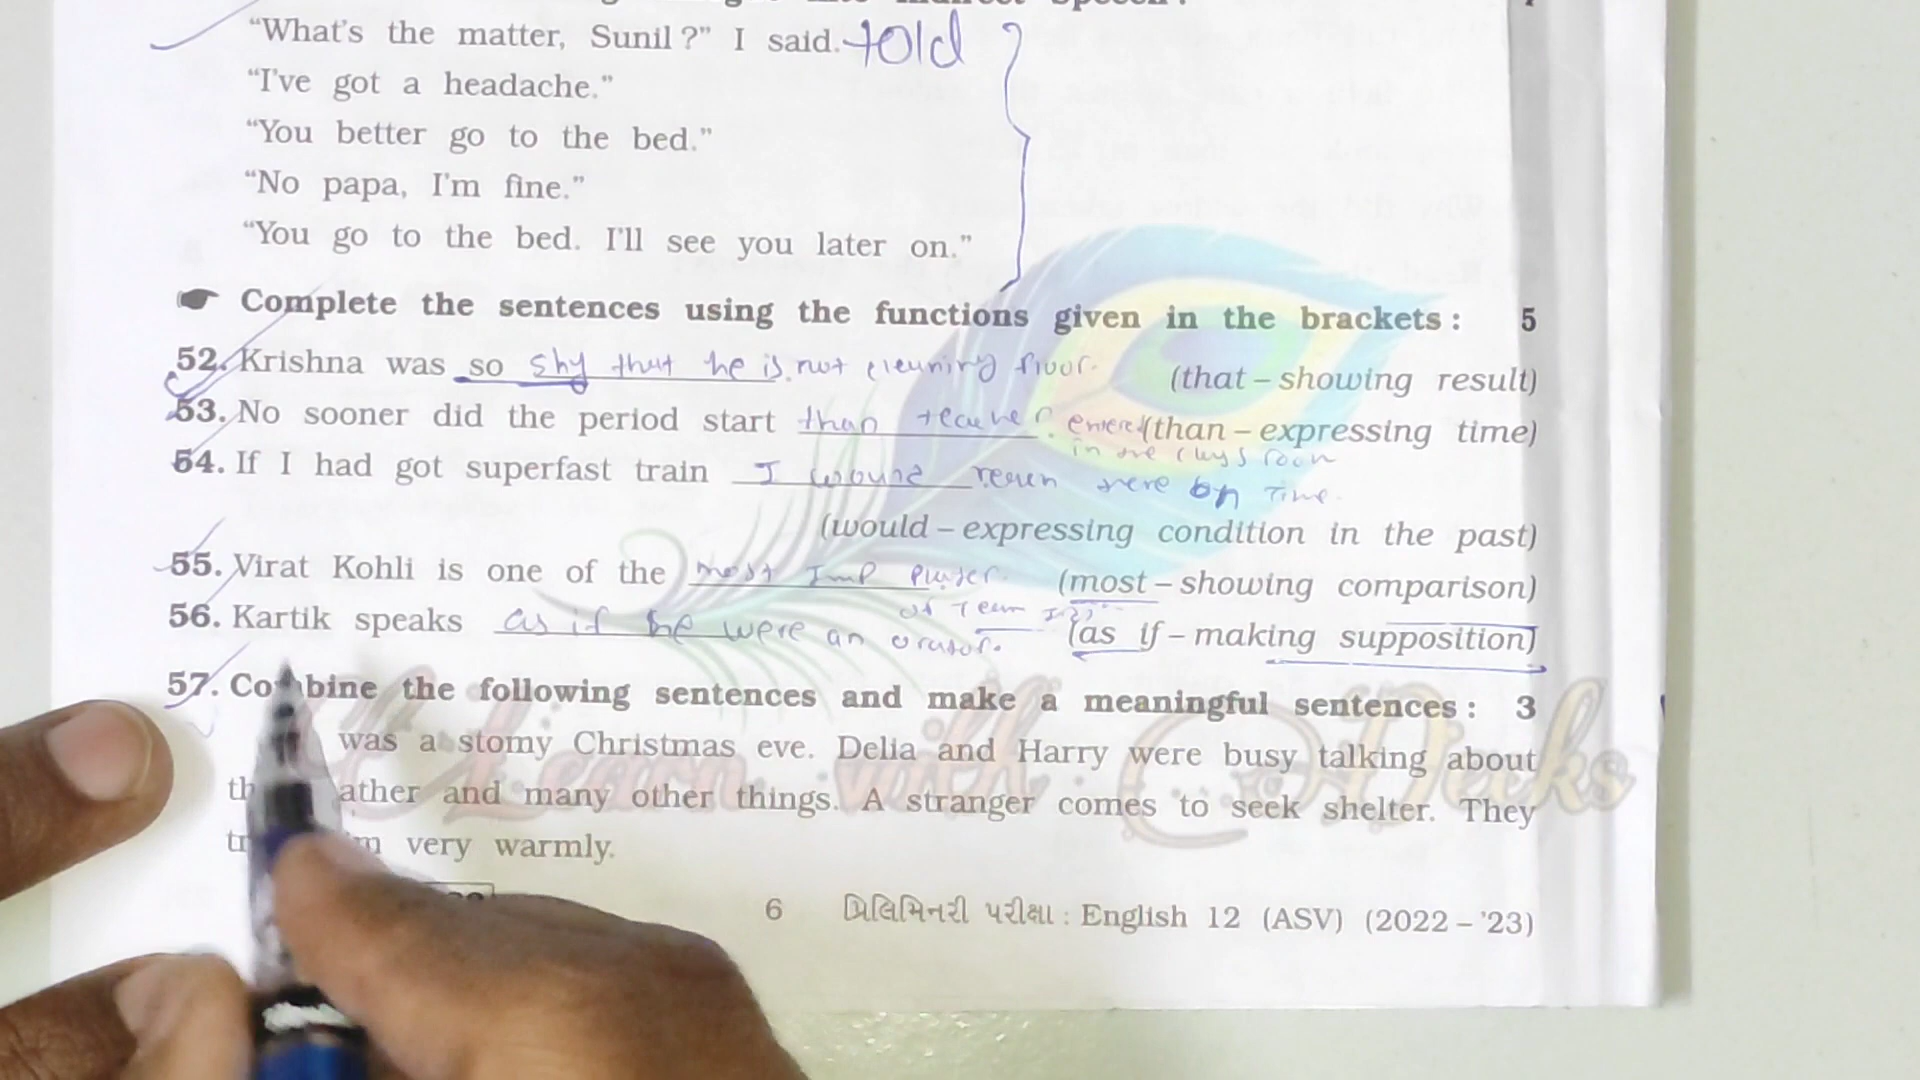 “What's the matter, Sunil ?” I said. told
“I've got a headache.”
“You better go to the bed.”
“No papa, I'm fine.”
“You go to the bed. I'll see you later on.”
Complete the sentences using the functions given in the brackets : 5
52. Krishna was so shy that he is not cleaning floor. (that – showing result)
53. No sooner did the period start than teacher entered (than – expressing time)
in the class room
54. If I had got superfast train I would there on Time.
(would – expressing condition in the past)
55. Virat Kohli is one of the most Imp player. (most – showing comparison)
of Team
56. Kartik speaks as if he were an orator. (as if – making supposition)
57. Combine the following sentences and make a meaningful sentences : 3
was a stomy Christmas eve. Delia and Harry were busy talking about
ather and many other things. A stranger comes to seek shelter. They
very warmly.
6 પ્રિલિમિનરી પરીક્ષા : English 12 (ASV) (2022 – '23)
Learn with